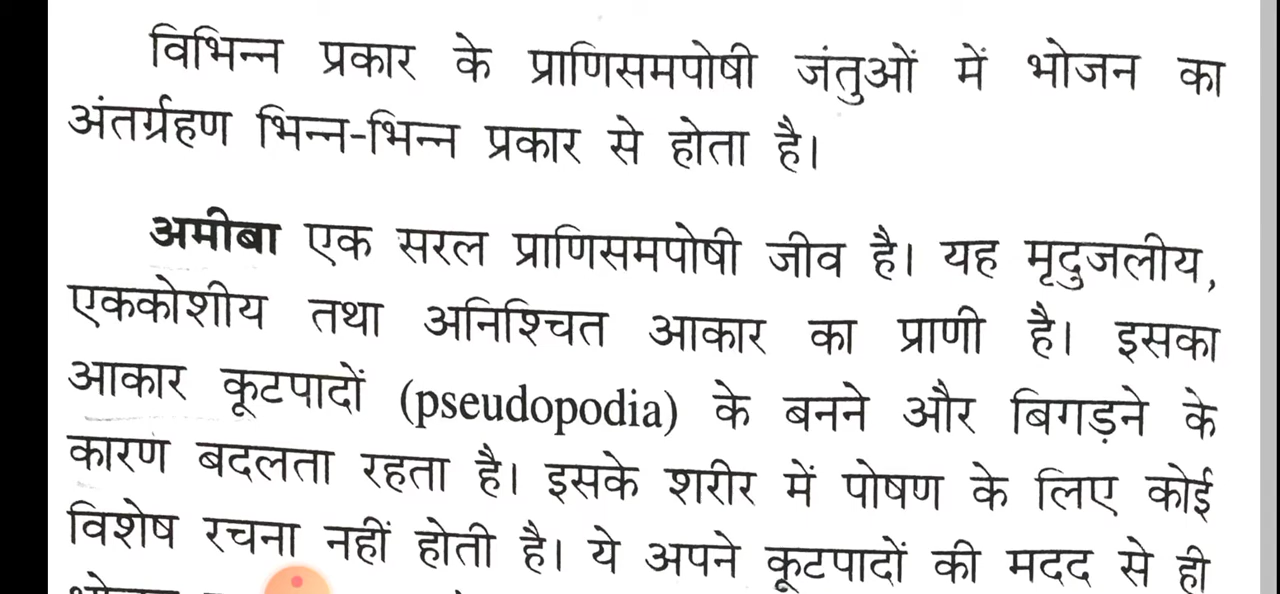 विभिन्न प्रकार के प्राणिसमपोषी जंतुओं में भोजन का
अंतर्ग्रहण भिन्न-भिन्न प्रकार से होता है।
अमीबा एक सरल प्राणिसमपोषी जीव है। यह मृदुजलीय,
एककोशीय तथा अनिश्चित आकार का प्राणी है। इसका
आकार कूटपादों (pseudopodia) के बनने और बिगड़ने के
कारण बदलता रहता है। इसके शरीर में पोषण के लिए कोई
विशेष रचना नहीं होती है। ये अपने कूटपादों की मदद से ही